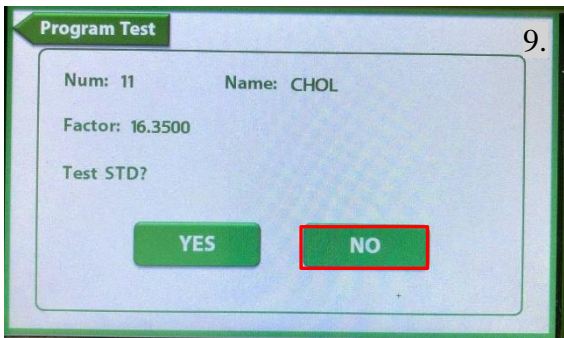 Program Test
9.
Num: 11 Name: CHOL
Factor: 16.3500
Test STD?
YES NO